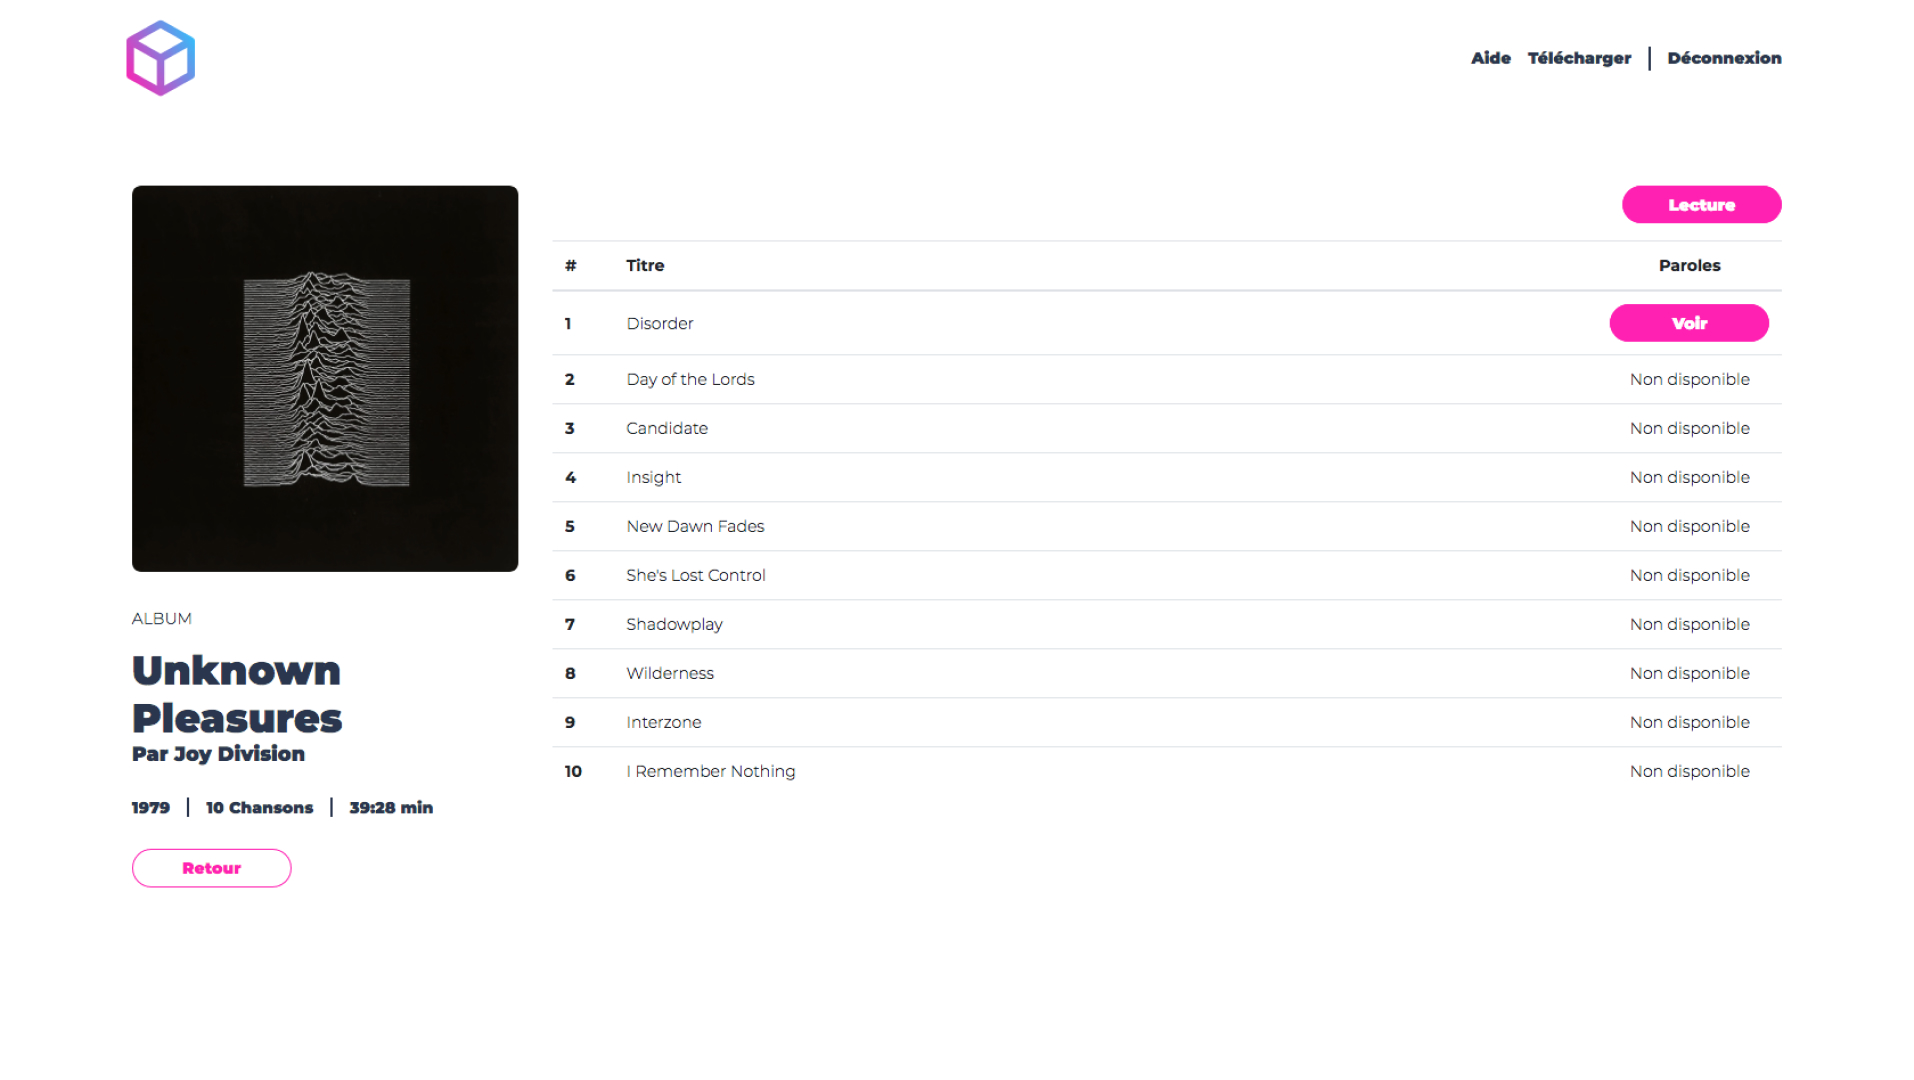 Aide Télécharger | Déconnexion
Lecture
# Titre Paroles
1 Disorder Voir
2 Day of the Lords Non disponible
3 Candidate Non disponible
4 Insight Non disponible
5 New Dawn Fades Non disponible
6 She's Lost Control Non disponible
7 Shadowplay Non disponible
8 Wilderness Non disponible
9 Interzone Non disponible
10 I Remember Nothing Non disponible
ALBUM
Unknown
Pleasures
Par Joy Division
1979 | 10 Chansons | 39:28 min
Retour